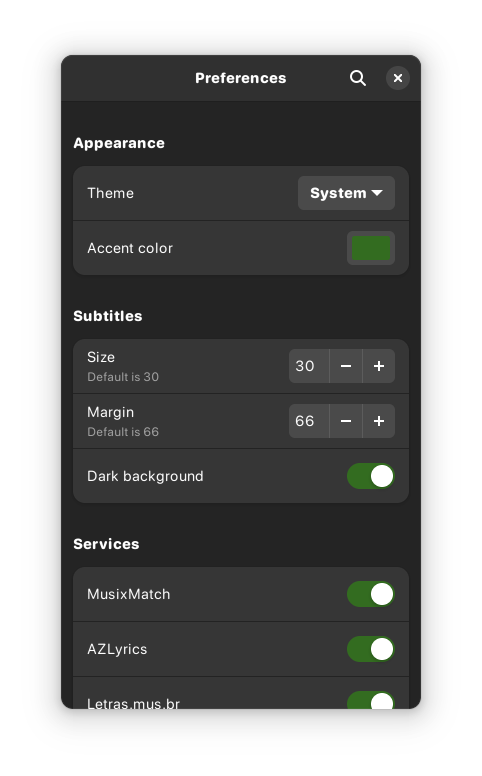 Preferences
Appearance
Theme
System
Accent color
Subtitles
Size
Default is 30
30
Margin
Default is 66
66
Dark background
Services
MusixMatch
AZLyrics
Letras.mus.br